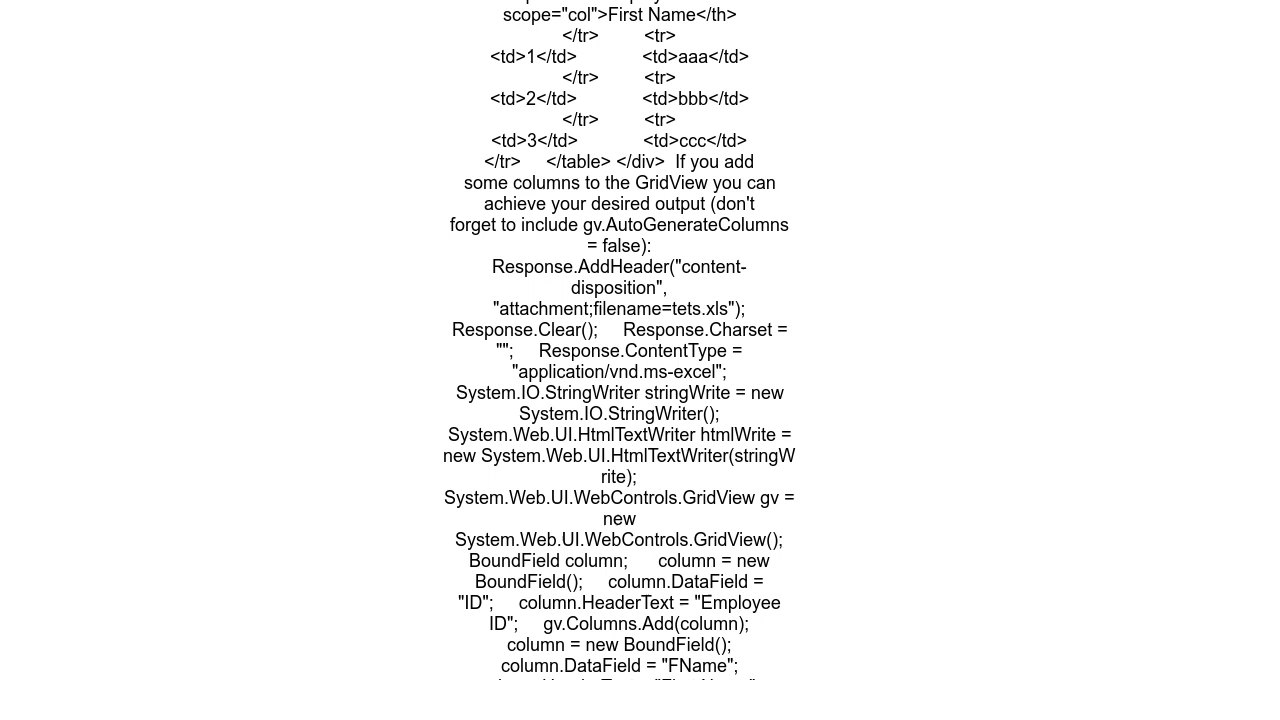 scope="col">First Name</th>
</tr> <tr>
<td>1</td> <td>aaa</td>
</tr> <tr>
<td>2</td> <td>bbb</td>
</tr> <tr>
<td>3</td> <td>ccc</td>
</tr> </table> </div> If you add
some columns to the GridView you can
achieve your desired output (don't
forget to include gv.AutoGenerateColumns
= false):
Response.AddHeader("content-
disposition",
"attachment;filename=tets.xls");
Response.Clear(); Response.Charset =
""; Response.ContentType =
"application/vnd.ms-excel";
System.IO.StringWriter stringWrite = new
System.IO.StringWriter();
System.Web.UI.HtmlTextWriter htmlWrite =
new System.Web.UI.HtmlTextWriter(stringW
rite);
System.Web.UI.WebControls.GridView gv =
new
System.Web.UI.WebControls.GridView();
BoundField column; column = new
BoundField(); column.DataField =
"ID"; column.HeaderText = "Employee
ID"; gv.Columns.Add(column);
column = new BoundField();
column.DataField = "FName";